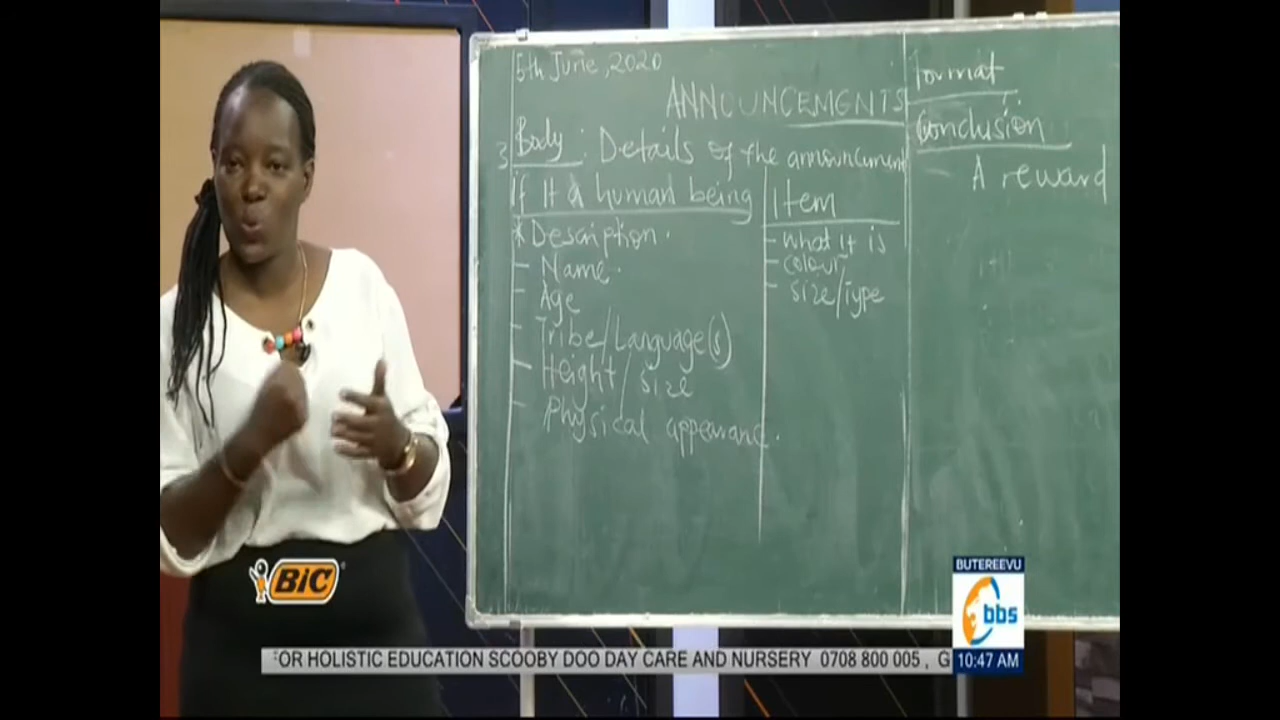 5th June, 2020
ANNOUNCEMENTS
3 Body: Details of the announcement
If It a human being
* Description.
- Name.
- Age
- Tribe/Language(s)
- Height/Size
- Physical appearance.
Item
- what it is
- colour
- size/Type
format
Conclusion
- A reward
BIC
BUTEREEVU
bbs
OR HOLISTIC EDUCATION SCOOBY DOO DAY CARE AND NURSERY 0708 800 005 , G
10:47 AM